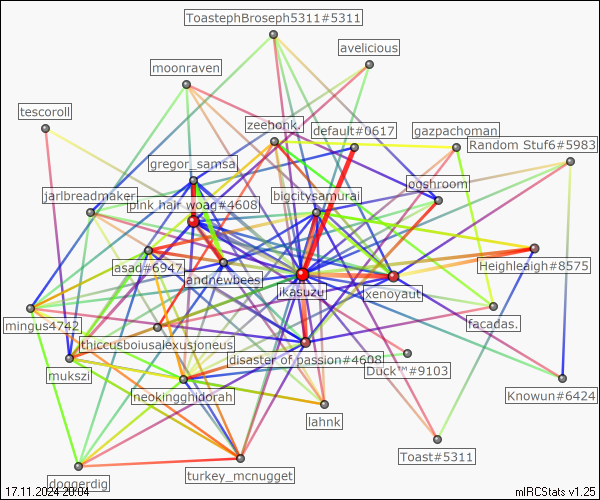 ToastephBroseph5311#5311
avelicious
moonraven
tescoroll
zeehonk.
default#0617
gazpachoman
Random Stuf6#5983
gregor_samsa
ooshroom
jarlbreadmaker
pink hair woag#4608
bigcitysamurai
asad#6947
andnewbees
ikasuzu
xenoyaut
Heighleaigh#8575
mingus4742
facadas.
thiccusboiusalexusjoneus
disaster of passion#4608
mukszi
Duck™#9103
neokingghidorah
Knowun#6424
lahnk
Toast#5311
turkey_mcnugget
doggerdig
17.11.2024 20:04
mIRCStats v1.25